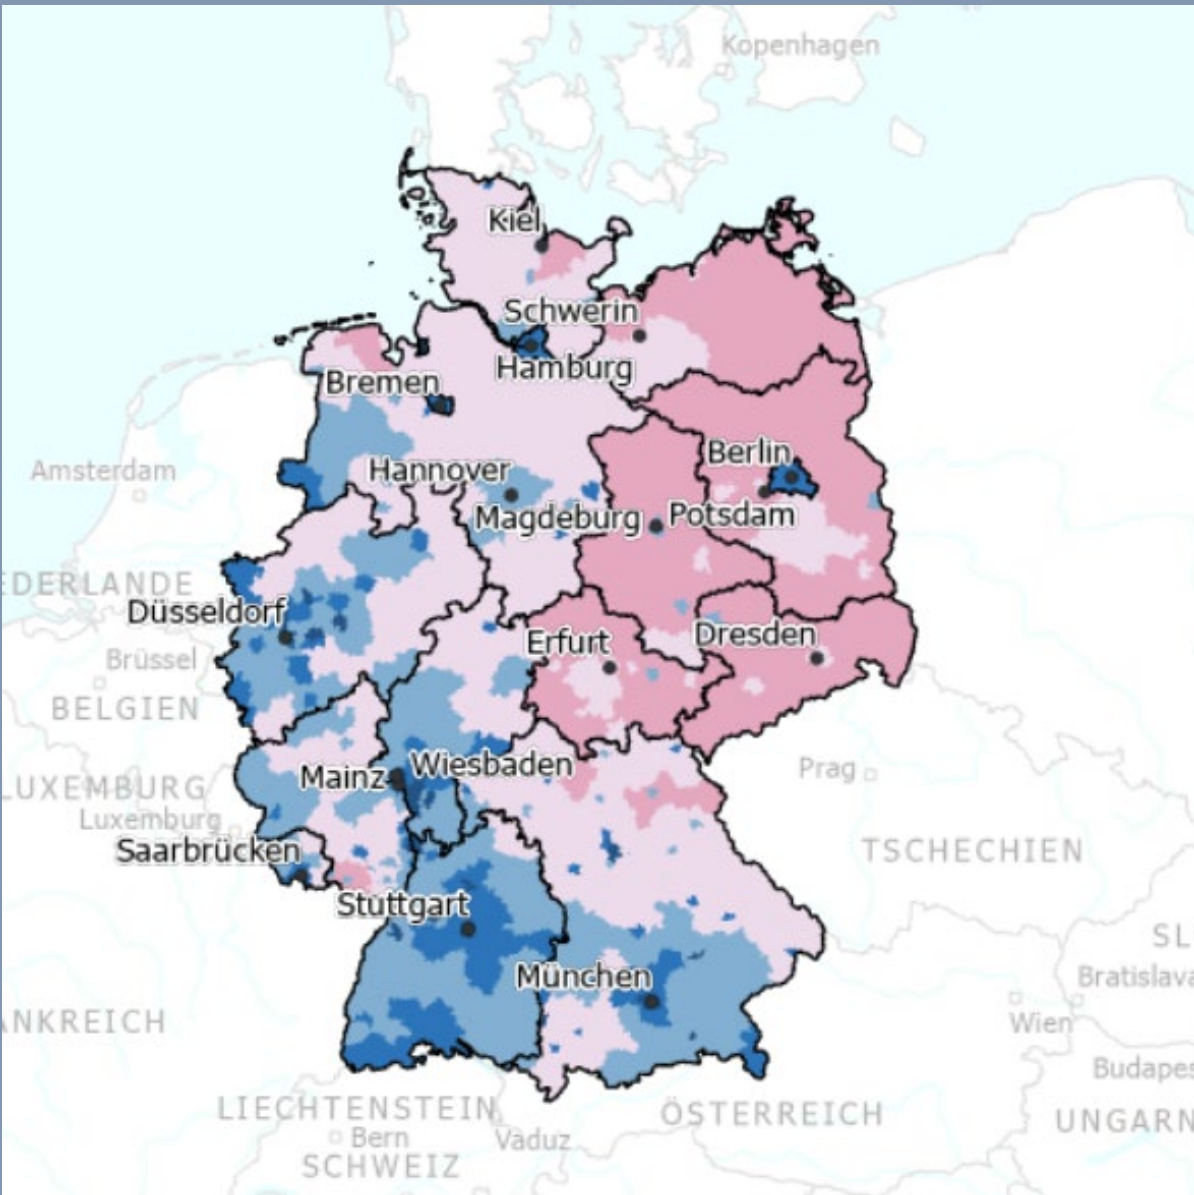 Kopenhagen
Kiel
Schwerin
Hamburg
Bremen
Berlin
Amsterdam
Hannover
Magdeburg
Potsdam
EDERLANDE
Düsseldorf
Erfurt
Dresden
Brüssel
BELGIEN
Mainz
Wiesbaden
Prag
LUXEMBURG
Luxemburg
Saarbrücken
TSCHECHIEN
Stuttgart
SL
München
Bratislava
ANKREICH
Wien
Budapes
LIECHTENSTEIN
ÖSTERREICH
UNGARN
Bern
Vaduz
SCHWEIZ